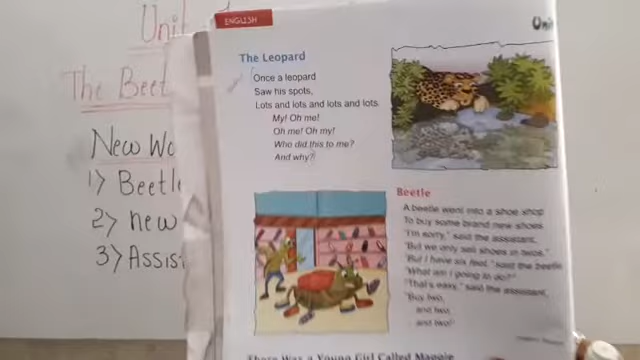 Unit
The Beet
New Wo
1) Beetle
2) new
3) Assis
ENGLISH
Unit
The Leopard
Once a leopard
Saw his spots,
Lots and lots and lots and lots.
My! Oh me!
Oh me! Oh my!
Who did this to me?
And why?
Beetle
A beetle went into a shoe shop
To buy some brand new shoes
"I'm sorry," said the assistant,
"But we only sell shoes in twos."
"But I have six feet," said the beetle
"What am I going to do?"
"That's easy," said the assistant,
"Buy two,
and two,
and two!"
There Was a Young Girl Called Maggie